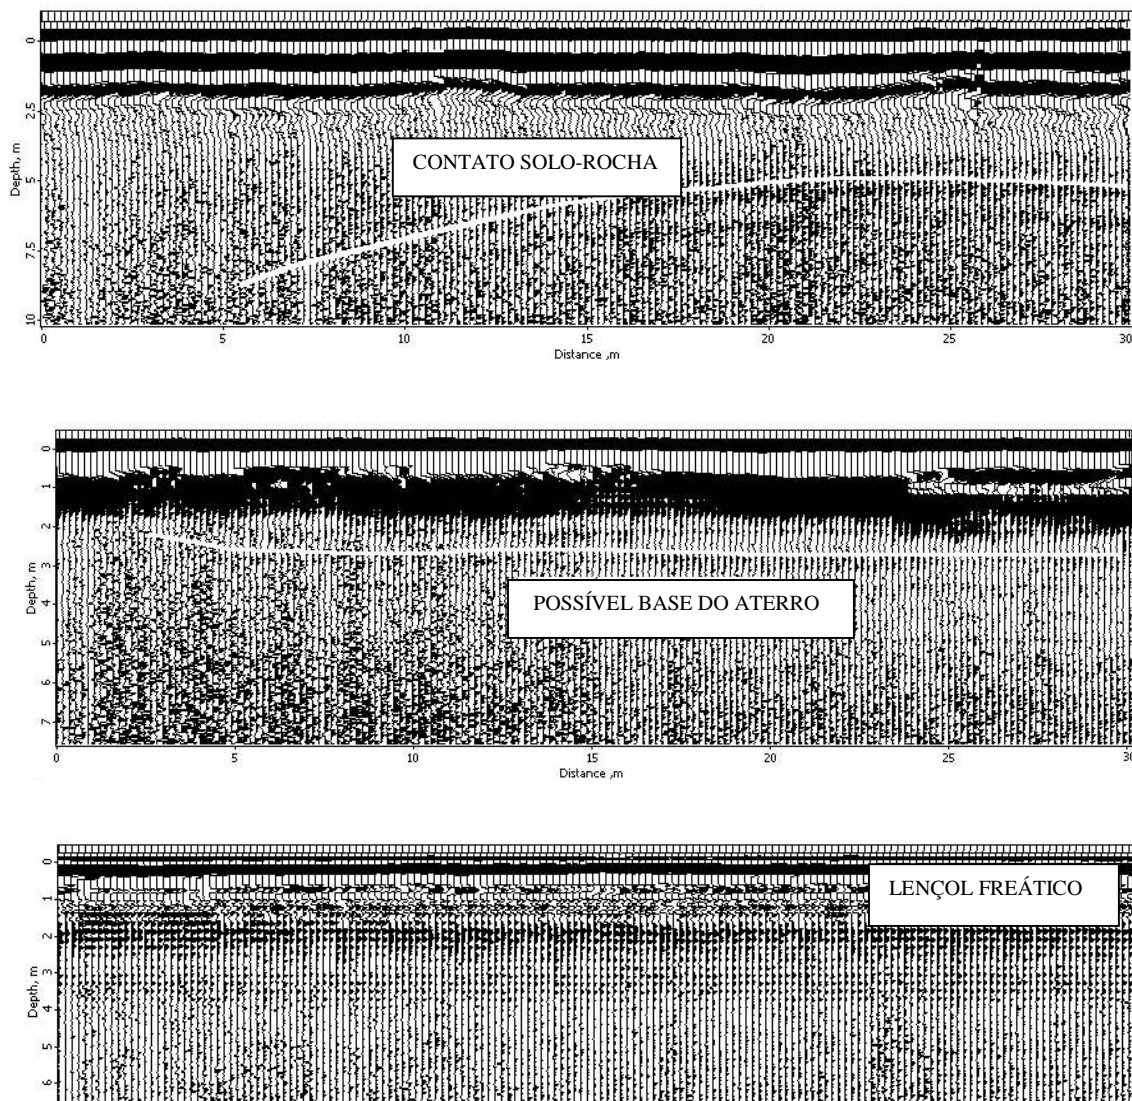 0
2.5
5
7.5
10
Depth, m
CONTATO SOLO-ROCHA
0 5 10 15 20 25 30
Distance ,m
0
1
2
3
4
5
6
7
Depth, m
POSSÍVEL BASE DO ATERRO
0 5 10 15 20 25 30
Distance ,m
0
1
2
3
4
5
6
Depth, m
LENÇOL FREÁTICO